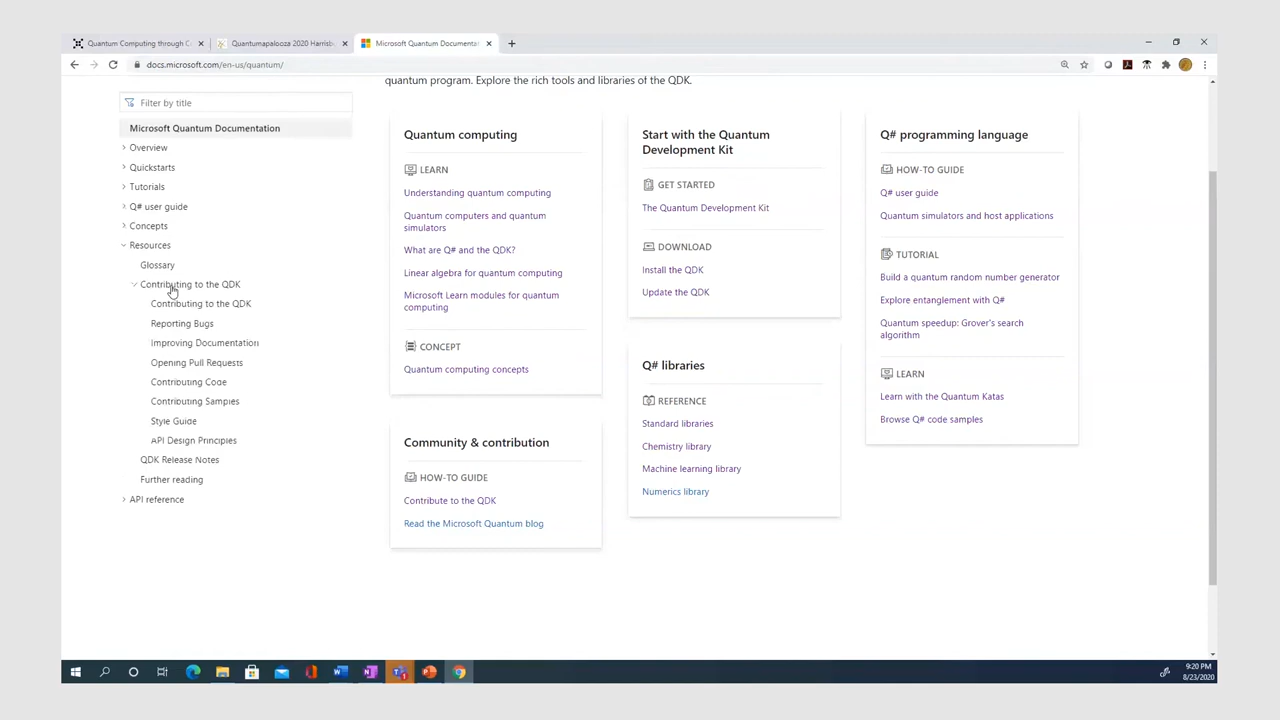 Quantum Computing through C
Quantumapalooza 2020 Harrisb
Microsoft Quantum Documenta
docs.microsoft.com/en-us/quantum/
quantum program. Explore the rich tools and libraries of the QDK.
Filter by title
Microsoft Quantum Documentation
Overview
Quickstarts
Tutorials
Q# user guide
Concepts
Resources
Glossary
Contributing to the QDK
Contributing to the QDK
Reporting Bugs
Improving Documentation
Opening Pull Requests
Contributing Code
Contributing Samples
Style Guide
API Design Principles
QDK Release Notes
Further reading
API reference
Quantum computing
LEARN
Understanding quantum computing
Quantum computers and quantum
simulators
What are Q# and the QDK?
Linear algebra for quantum computing
Microsoft Learn modules for quantum
computing
CONCEPT
Quantum computing concepts
Community & contribution
HOW-TO GUIDE
Contribute to the QDK
Read the Microsoft Quantum blog
Start with the Quantum
Development Kit
GET STARTED
The Quantum Development Kit
DOWNLOAD
Install the QDK
Update the QDK
Q# libraries
REFERENCE
Standard libraries
Chemistry library
Machine learning library
Numerics library
Q# programming language
HOW-TO GUIDE
Q# user guide
Quantum simulators and host applications
TUTORIAL
Build a quantum random number generator
Explore entanglement with Q#
Quantum speedup: Grover's search
algorithm
LEARN
Learn with the Quantum Katas
Browse Q# code samples
9:20 PM
8/23/2020